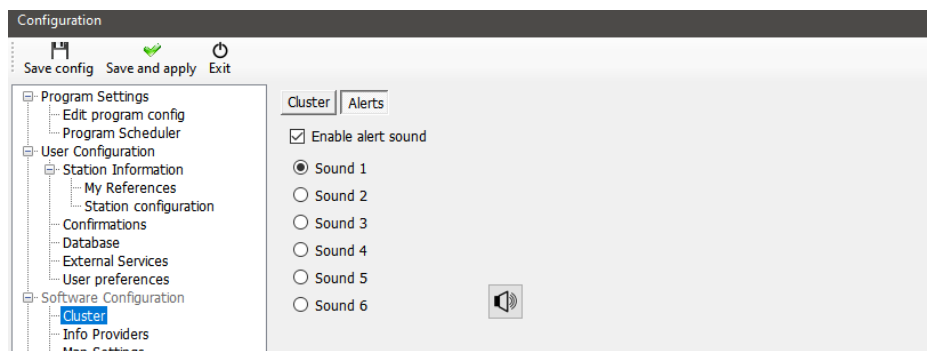 Configuration
Save config Save and apply Exit
Program Settings
Edit program config
Program Scheduler
User Configuration
Station Information
My References
Station configuration
Confirmations
Database
External Services
User preferences
Software Configuration
Cluster
Info Providers
Map Settings
Cluster Alerts
Enable alert sound
Sound 1
Sound 2
Sound 3
Sound 4
Sound 5
Sound 6